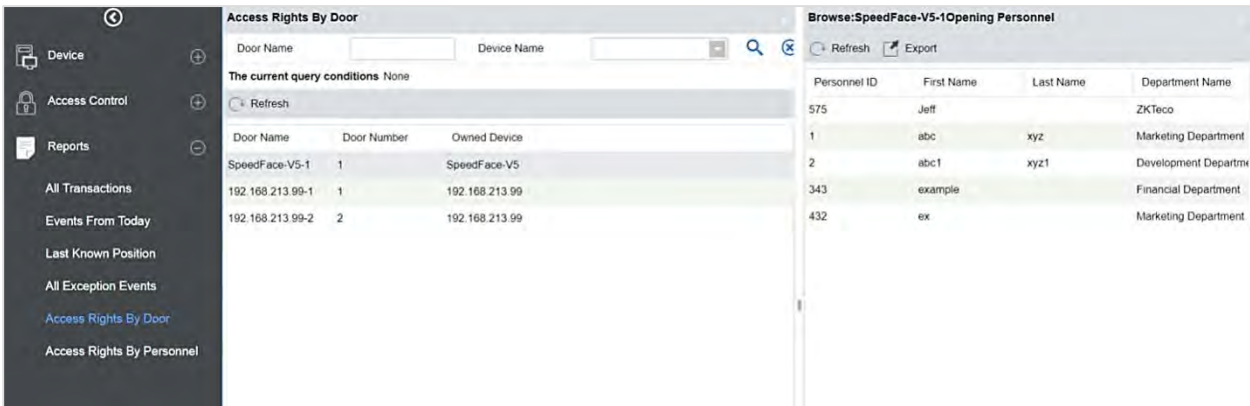 Device
Access Control
Reports
All Transactions
Events From Today
Last Known Position
All Exception Events
Access Rights By Door
Access Rights By Personnel
Access Rights By Door
Door Name Device Name
The current query conditions None
Refresh
Door Name Door Number Owned Device
SpeedFace-V5-1 1 SpeedFace-V5
192.168.213.99-1 1 192.168.213.99
192.168.213.99-2 2 192.168.213.99
Browse:SpeedFace-V5-1Opening Personnel
Refresh Export
Personnel ID First Name Last Name Department Name
575 Jeff ZKTeco
1 abc xyz Marketing Department
2 abc1 xyz1 Development Departme
343 example Financial Department
432 ex Marketing Department